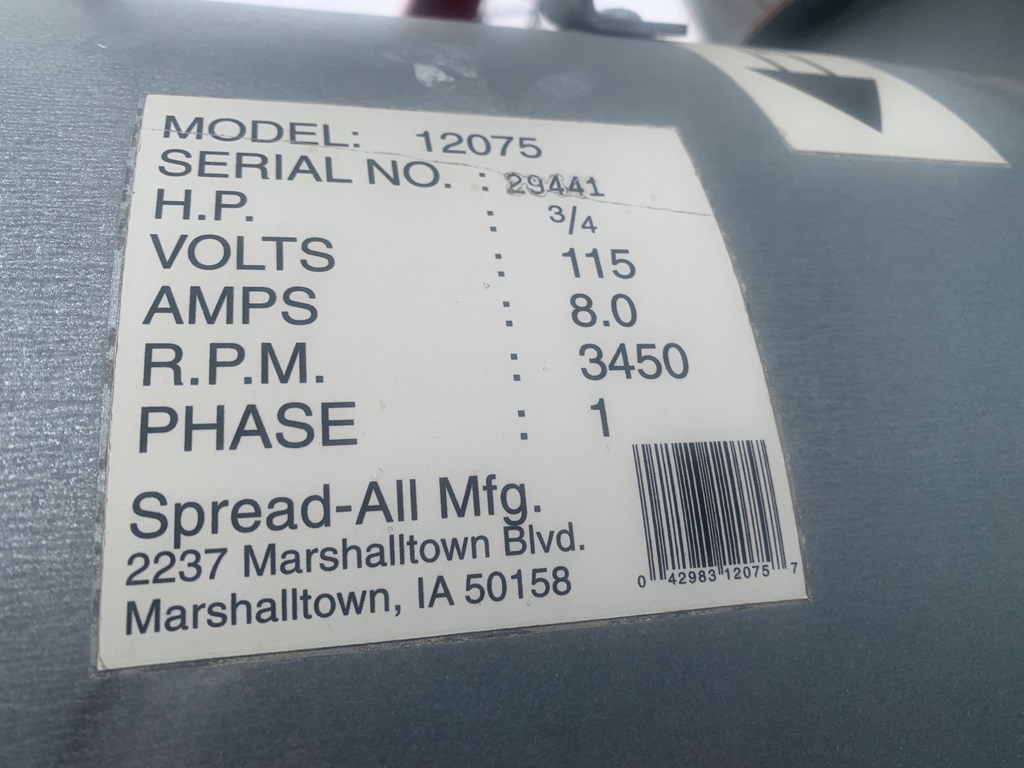 MODEL: 12075
SERIAL NO. : 29441
H.P. : 3/4
VOLTS : 115
AMPS : 8.0
R.P.M. : 3450
PHASE : 1
Spread-All Mfg.
2237 Marshalltown Blvd.
Marshalltown, IA 50158
0 42983 12075 7